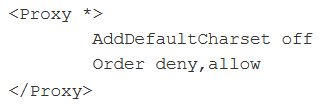 <Proxy *>
        AddDefaultCharset off
        Order deny,allow
</Proxy>